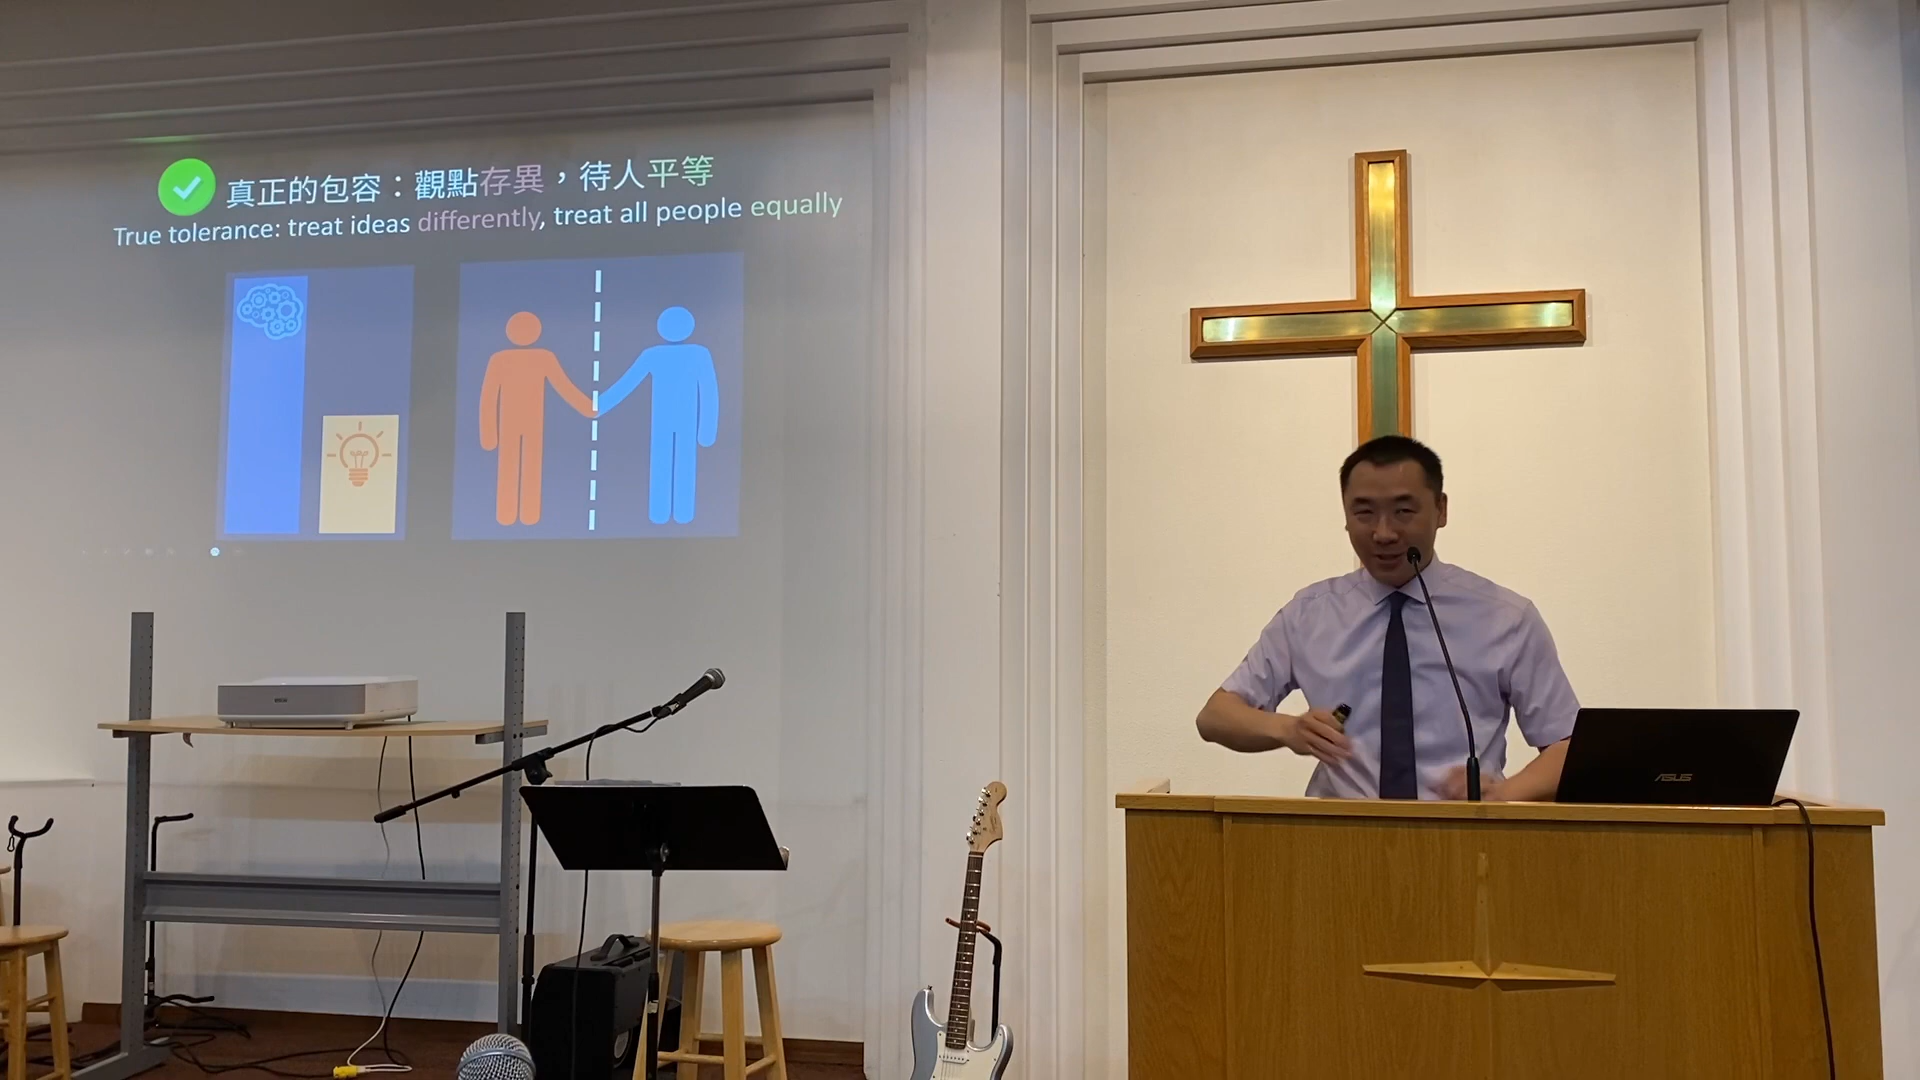 真正的包容：觀點存異，待人平等
True tolerance: treat ideas differently, treat all people equally
ASUS